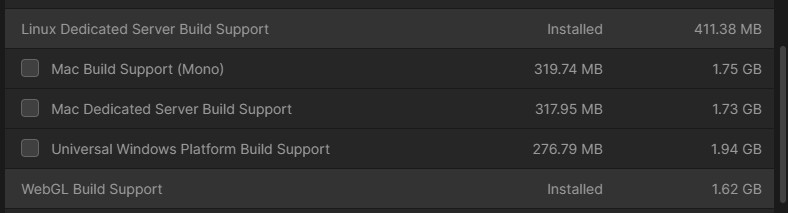 Linux Dedicated Server Build Support Installed 411.38 MB
Mac Build Support (Mono) 319.74 MB 1.75 GB
Mac Dedicated Server Build Support 317.95 MB 1.73 GB
Universal Windows Platform Build Support 276.79 MB 1.94 GB
WebGL Build Support Installed 1.62 GB